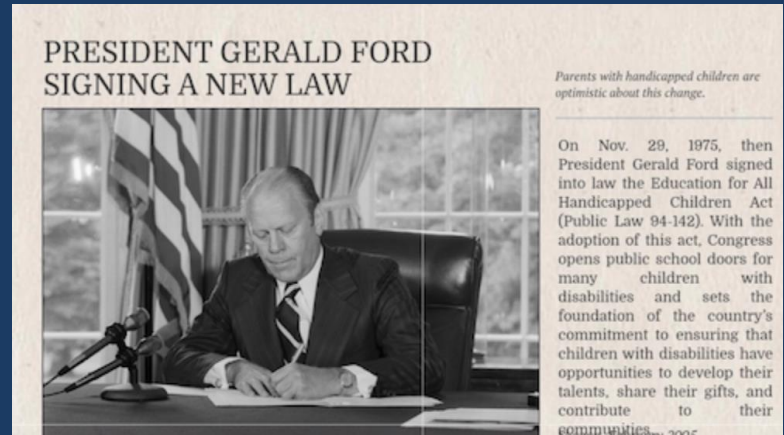 PRESIDENT GERALD FORD
SIGNING A NEW LAW
Parents with handicapped children are
optimistic about this change.
On Nov. 29, 1975, then
President Gerald Ford signed
into law the Education for All
Handicapped Children Act
(Public Law 94-142). With the
adoption of this act, Congress
opens public school doors for
many children with
disabilities and sets the
foundation of the country's
commitment to ensuring that
children with disabilities have
opportunities to develop their
talents, share their gifts, and
contribute to their
communities.